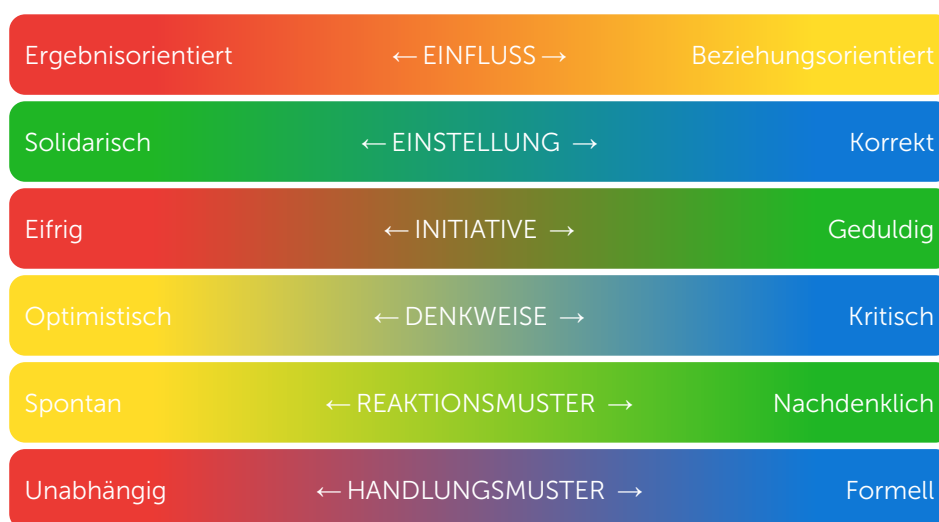 Ergebnisorientiert ← EINFLUSS → Beziehungsorientiert
Solidarisch ← EINSTELLUNG → Korrekt
Eifrig ← INITIATIVE → Geduldig
Optimistisch ← DENKWEISE → Kritisch
Spontan ← REAKTIONSMUSTER → Nachdenklich
Unabhängig ← HANDLUNGSMUSTER → Formell